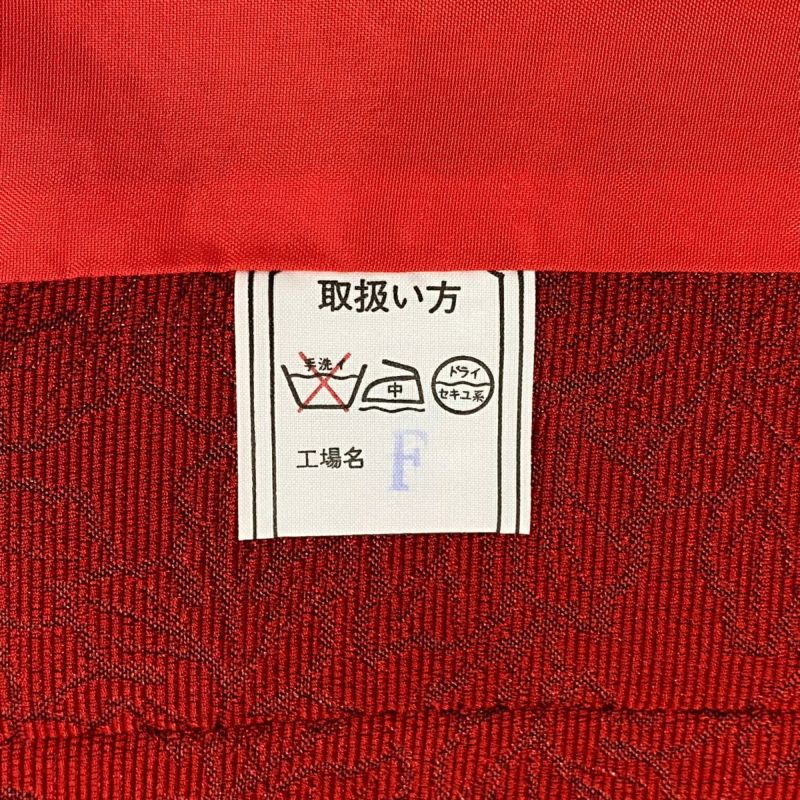 取扱い方
手洗イ
中
ドライ
セキユ系
工場名 F